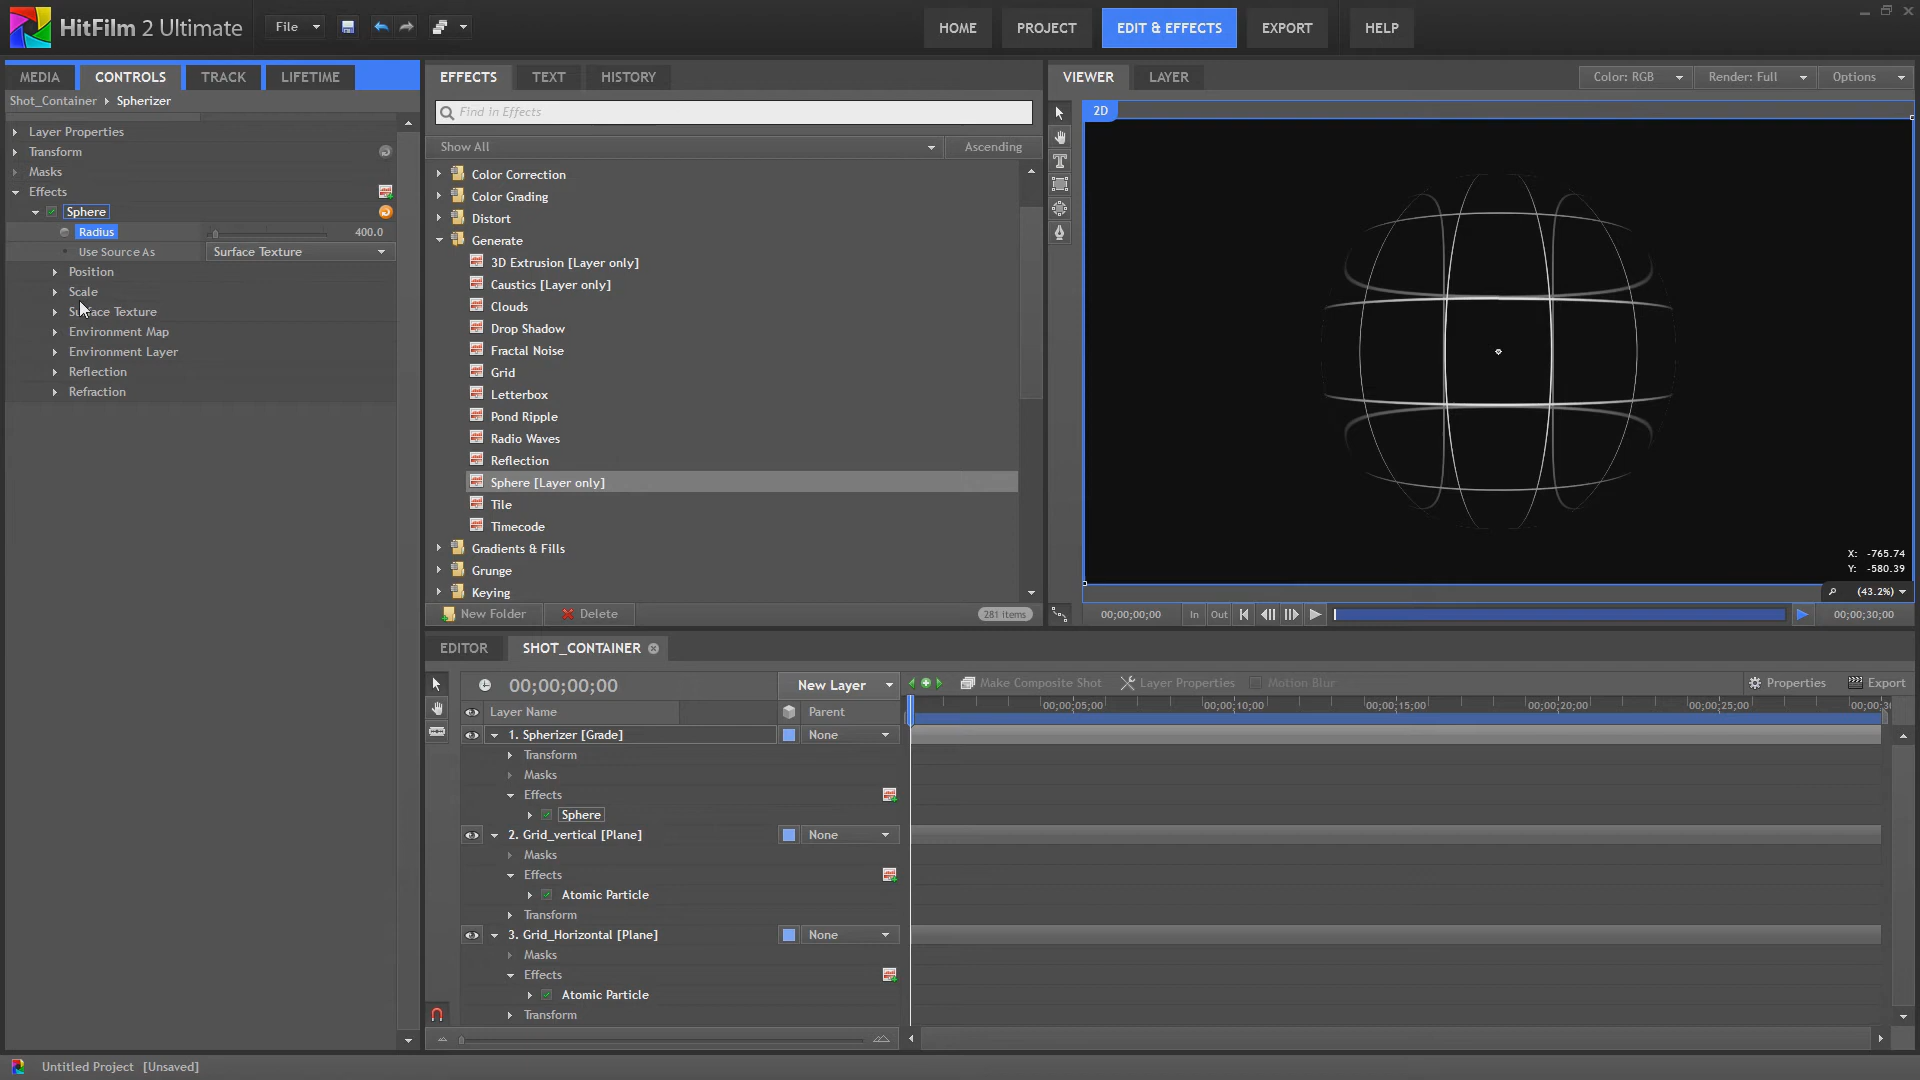 HitFilm 2 Ultimate
File
HOME
PROJECT
EDIT & EFFECTS
EXPORT
HELP
MEDIA
CONTROLS
TRACK
LIFETIME
Shot_Container ▸ Spherizer
Layer Properties
Transform
Masks
Effects
Sphere
Radius 400.0
Use Source As Surface Texture
Position
Scale
Surface Texture
Environment Map
Environment Layer
Reflection
Refraction
EFFECTS
TEXT
HISTORY
Find in Effects
Show All
Ascending
Color Correction
Color Grading
Distort
Generate
3D Extrusion [Layer only]
Caustics [Layer only]
Clouds
Drop Shadow
Fractal Noise
Grid
Letterbox
Pond Ripple
Radio Waves
Reflection
Sphere [Layer only]
Tile
Timecode
Gradients & Fills
Grunge
Keying
New Folder
Delete
281 items
VIEWER
LAYER
Color: RGB
Render: Full
Options
2D
X: -765.74
Y: -580.39
(43.2%)
00;00;00;00
In
Out
00;00;30;00
EDITOR
SHOT_CONTAINER
00;00;00;00
New Layer
Make Composite Shot
Layer Properties
Motion Blur
Properties
Export
Layer Name
Parent
00;00;05;00
00;00;10;00
00;00;15;00
00;00;20;00
00;00;25;00
00;00;30
1. Spherizer [Grade] None
Transform
Masks
Effects
Sphere
2. Grid_vertical [Plane] None
Masks
Effects
Atomic Particle
Transform
3. Grid_Horizontal [Plane] None
Masks
Effects
Atomic Particle
Transform
Untitled Project [Unsaved]